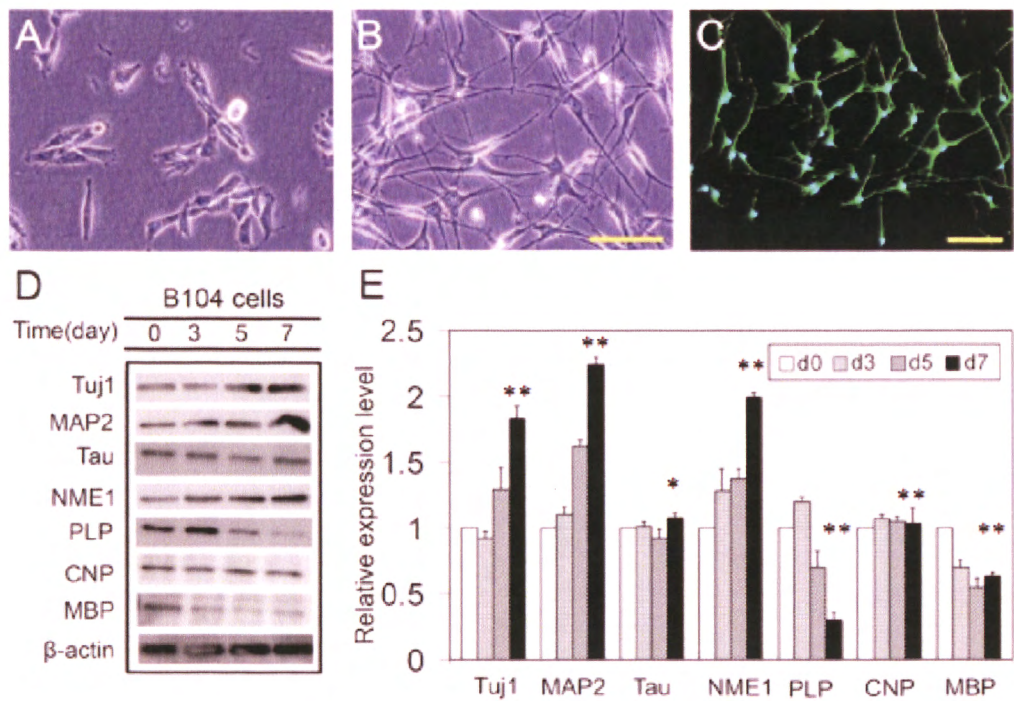 A
B
C
D
B104 cells
Time(day) 0 3 5 7
Tuj1
MAP2
Tau
NME1
PLP
CNP
MBP
β-actin
E
Relative expression level
2.5
2
1.5
1
0.5
0
d0 d3 d5 d7
** ** * ** ** ** **
Tuj1 MAP2 Tau NME1 PLP CNP MBP